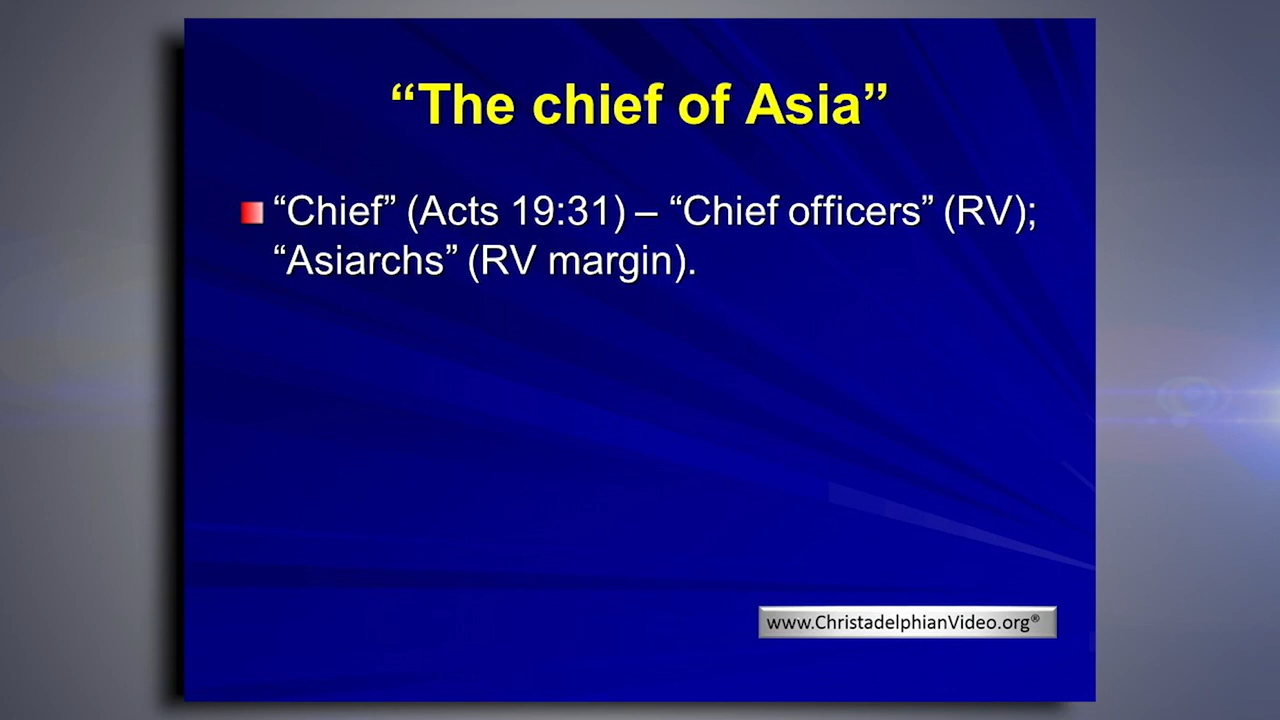 “The chief of Asia”
“Chief” (Acts 19:31) – “Chief officers” (RV);
“Asiarchs” (RV margin).
www.ChristadelphianVideo.org®